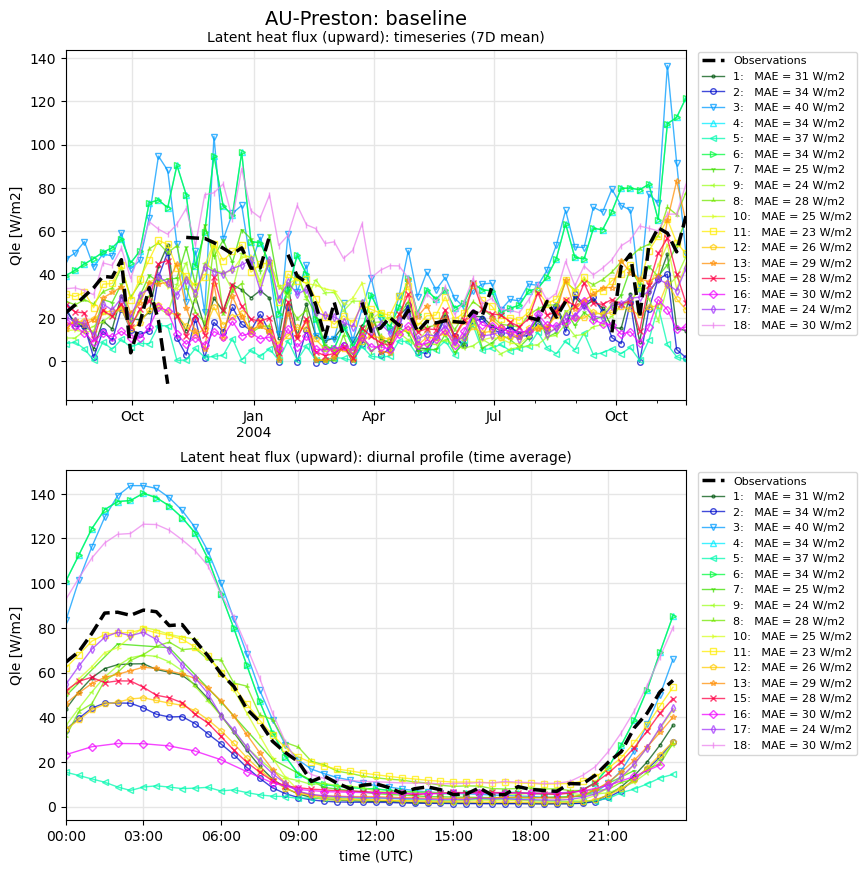 AU-Preston: baseline
Latent heat flux (upward): timeseries (7D mean)
Qle [W/m2]
140
120
100
80
60
40
20
0
Oct
Jan
2004
Apr
Jul
Oct
Observations
1: MAE = 31 W/m2
2: MAE = 34 W/m2
3: MAE = 40 W/m2
4: MAE = 34 W/m2
5: MAE = 37 W/m2
6: MAE = 34 W/m2
7: MAE = 25 W/m2
9: MAE = 24 W/m2
8: MAE = 28 W/m2
10: MAE = 25 W/m2
11: MAE = 23 W/m2
12: MAE = 26 W/m2
13: MAE = 29 W/m2
15: MAE = 28 W/m2
16: MAE = 30 W/m2
17: MAE = 24 W/m2
18: MAE = 30 W/m2
Latent heat flux (upward): diurnal profile (time average)
Qle [W/m2]
140
120
100
80
60
40
20
0
00:00
03:00
06:00
09:00
12:00
15:00
18:00
21:00
time (UTC)
Observations
1: MAE = 31 W/m2
2: MAE = 34 W/m2
3: MAE = 40 W/m2
4: MAE = 34 W/m2
5: MAE = 37 W/m2
6: MAE = 34 W/m2
7: MAE = 25 W/m2
9: MAE = 24 W/m2
8: MAE = 28 W/m2
10: MAE = 25 W/m2
11: MAE = 23 W/m2
12: MAE = 26 W/m2
13: MAE = 29 W/m2
15: MAE = 28 W/m2
16: MAE = 30 W/m2
17: MAE = 24 W/m2
18: MAE = 30 W/m2